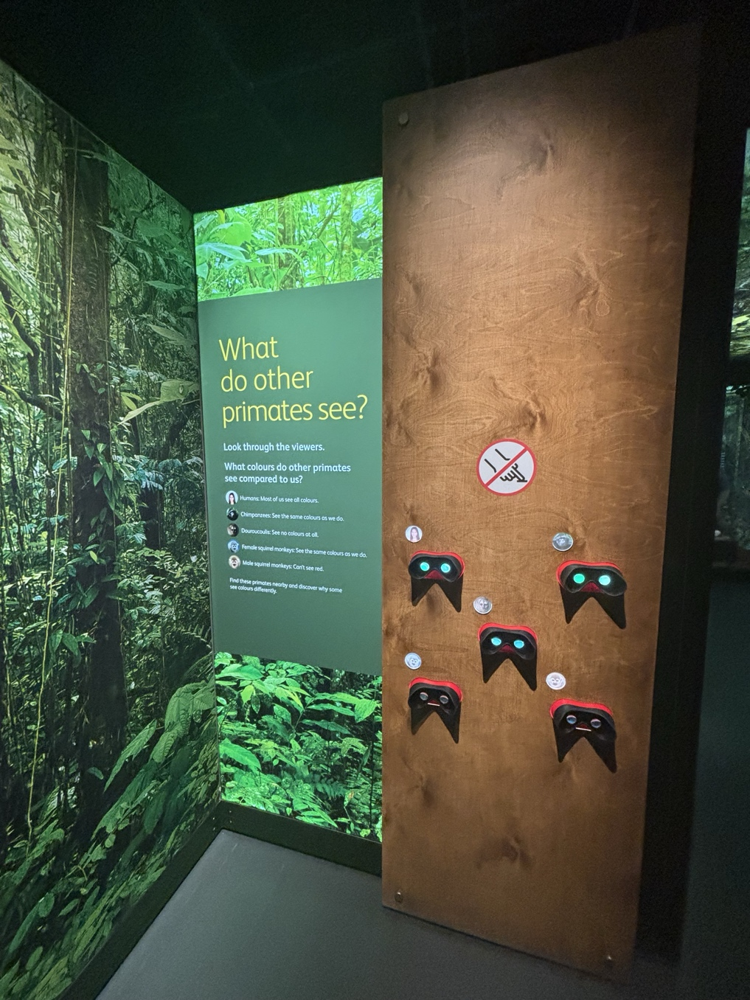 What
do other
primates see?
Look through the viewers.
What colours do other primates
see compared to us?
Humans: Most of us see all colours.
Chimpanzees: See the same colours as we do.
Douroucoulis: See no colours at all.
Female squirrel monkeys: See the same colours as we do.
Male squirrel monkeys: Can't see red.
Find these primates nearby and discover why some
see colours differently.